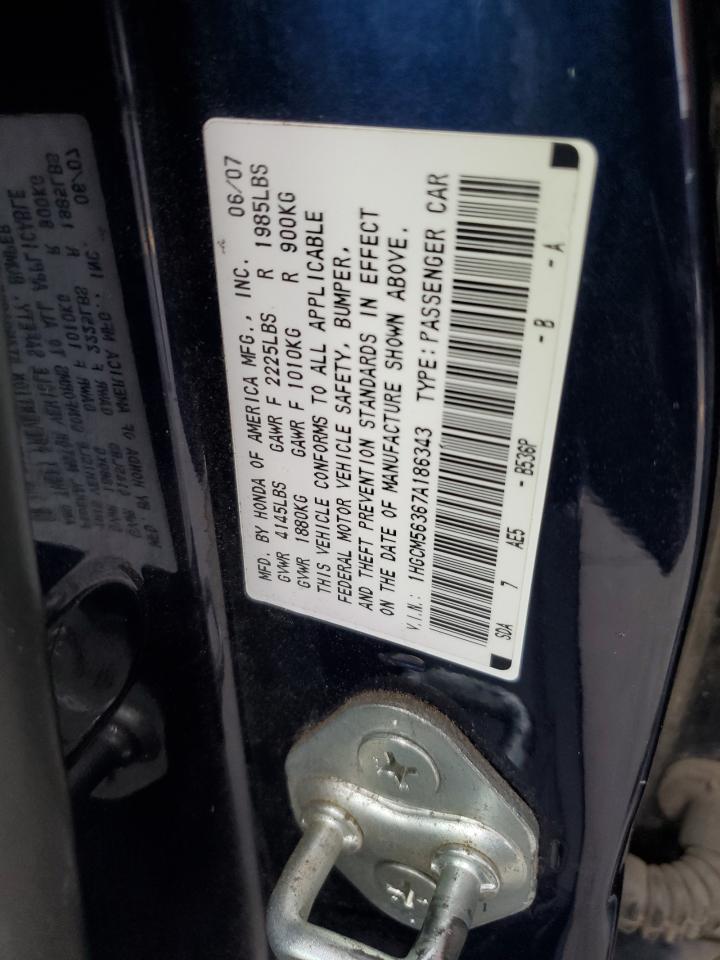 MFD. BY HONDA OF AMERICA MFG., INC. 06/07
GVWR 4145LBS GAWR F 2225LBS R 1985LBS
GVWR 1880KG GAWR F 1010KG R 900KG
THIS VEHICLE CONFORMS TO ALL APPLICABLE
FEDERAL MOTOR VEHICLE SAFETY, BUMPER,
AND THEFT PREVENTION STANDARDS IN EFFECT
ON THE DATE OF MANUFACTURE SHOWN ABOVE.
V.I.N.: 1HGCM56367A186343 TYPE: PASSENGER CAR
SDA 7 AE5 - B536P - B - A